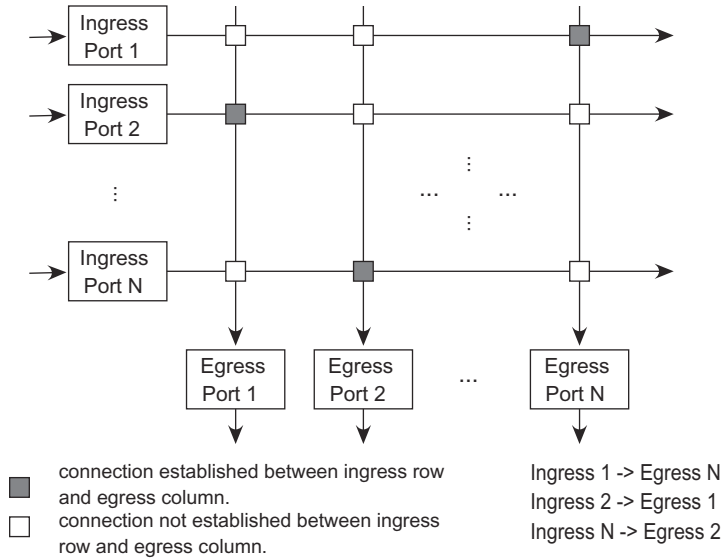 Ingress
Port 1
Ingress
Port 2
⋮
... ...
⋮
⋮
Ingress
Port N
Egress
Port 1
Egress
Port 2
...
Egress
Port N
connection established between ingress row
and egress column.
connection not established between ingress
row and egress column.
Ingress 1 -> Egress N
Ingress 2 -> Egress 1
Ingress N -> Egress 2